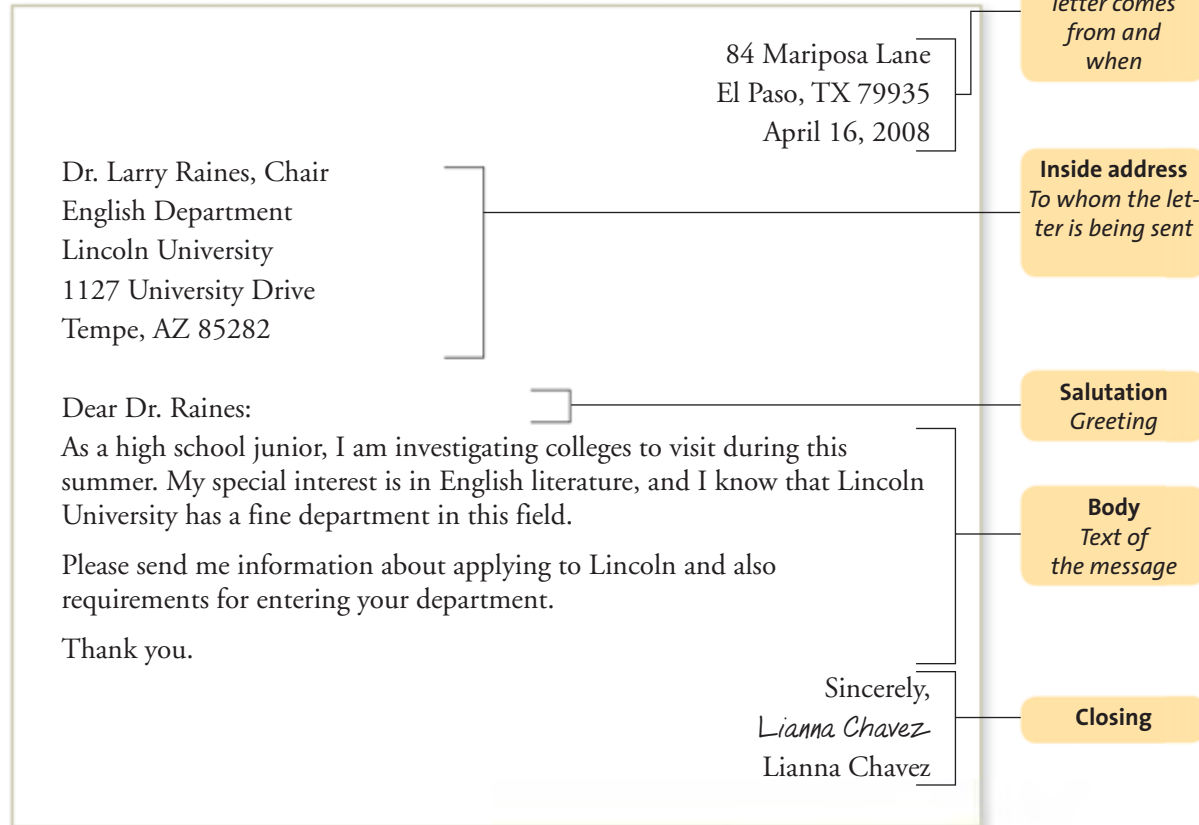 letter comes
from and
when
84 Mariposa Lane
El Paso, TX 79935
April 16, 2008
Dr. Larry Raines, Chair
English Department
Lincoln University
1127 University Drive
Tempe, AZ 85282
Inside address
To whom the let-
ter is being sent
Dear Dr. Raines:
Salutation
Greeting
As a high school junior, I am investigating colleges to visit during this
summer. My special interest is in English literature, and I know that Lincoln
University has a fine department in this field.
Please send me information about applying to Lincoln and also
requirements for entering your department.
Thank you.
Body
Text of
the message
Sincerely,
Lianna Chavez
Lianna Chavez
Closing